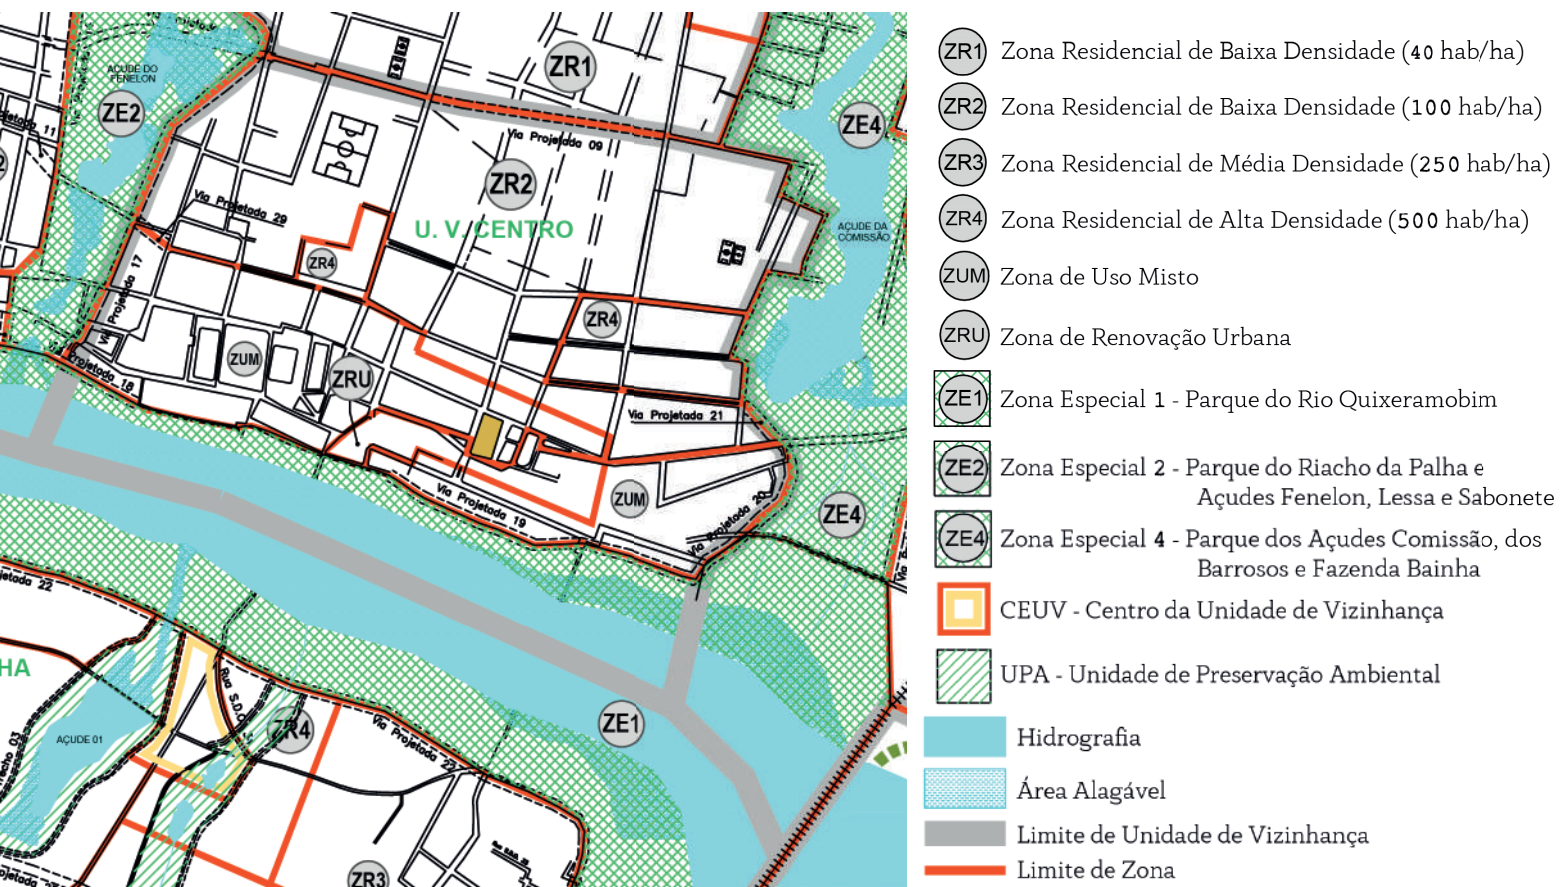 AÇUDE DO
FENELON
ZE2
ZR1
ZE4
Via Projetada 09
ZR2
Via Projetada 29
U. V. CENTRO
AÇUDE DA
COMISSÃO
ZR4
Via Projetada 17
ZR4
ZUM
ZRU
Via Projetada 18
Via Projetada 21
Via Projetada 19
ZUM
Via Projetada 20
ZE4
jetada 22
HA
Rua S.D.O.
ZR4
AÇUDE 01
Via Projetada 22
ZE1
ZR3
ZR1 Zona Residencial de Baixa Densidade (40 hab/ha)
ZR2 Zona Residencial de Baixa Densidade (100 hab/ha)
ZR3 Zona Residencial de Média Densidade (250 hab/ha)
ZR4 Zona Residencial de Alta Densidade (500 hab/ha)
ZUM Zona de Uso Misto
ZRU Zona de Renovação Urbana
ZE1 Zona Especial 1 - Parque do Rio Quixeramobim
ZE2 Zona Especial 2 - Parque do Riacho da Palha e
Açudes Fenelon, Lessa e Sabonete
ZE4 Zona Especial 4 - Parque dos Açudes Comissão, dos
Barrosos e Fazenda Bainha
CEUV - Centro da Unidade de Vizinhança
UPA - Unidade de Preservação Ambiental
Hidrografia
Área Alagável
Limite de Unidade de Vizinhança
Limite de Zona